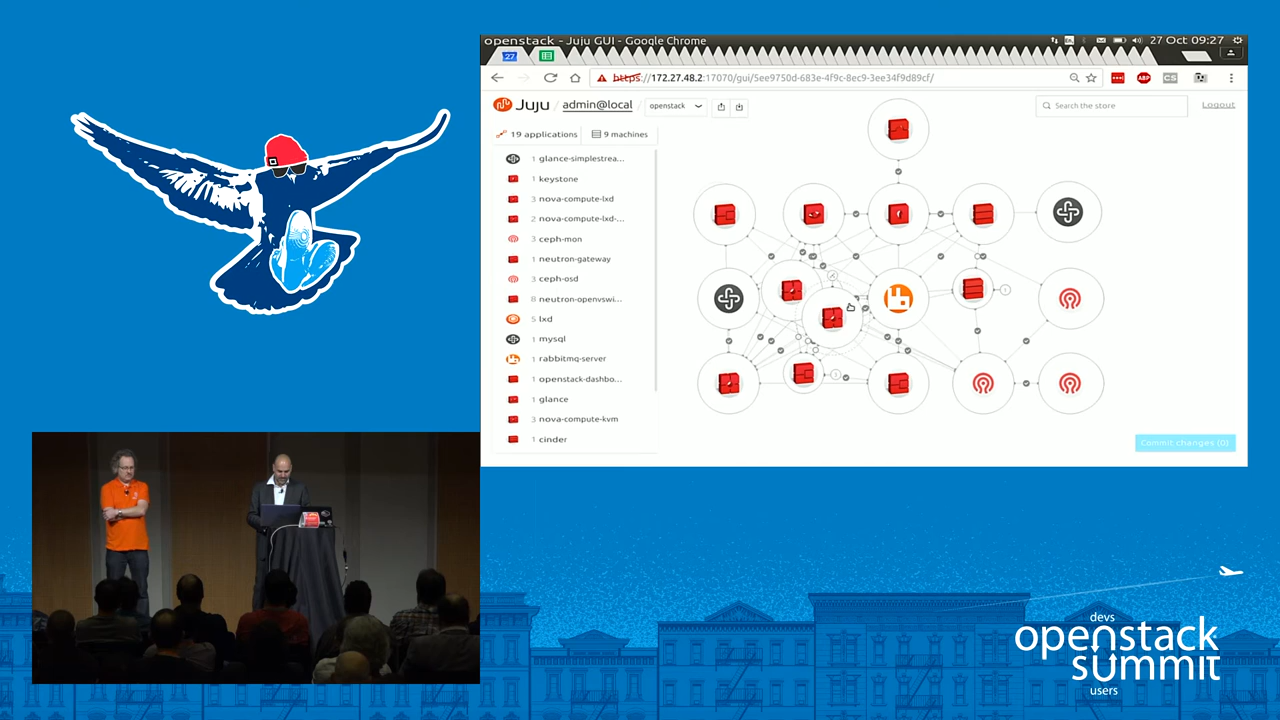 openstack - Juju GUI - Google Chrome
27 Oct 09:27
27
https://172.27.48.2:17070/gui/5ee9750d-683e-4f9c-8ec9-3ee34f9d89cf/
ABP
Juju / admin@local / openstack
Search the store
Logout
19 applications
9 machines
1 glance-simplestrea...
1 keystone
3 nova-compute-lxd
2 nova-compute-lxd-...
3 ceph-mon
1 neutron-gateway
3 ceph-osd
8 neutron-openvswi...
5 lxd
1 mysql
1 rabbitmq-server
1 openstack-dashbo...
1 glance
3 nova-compute-kvm
1 cinder
Commit changes (0)
devs
openstack
summit
users